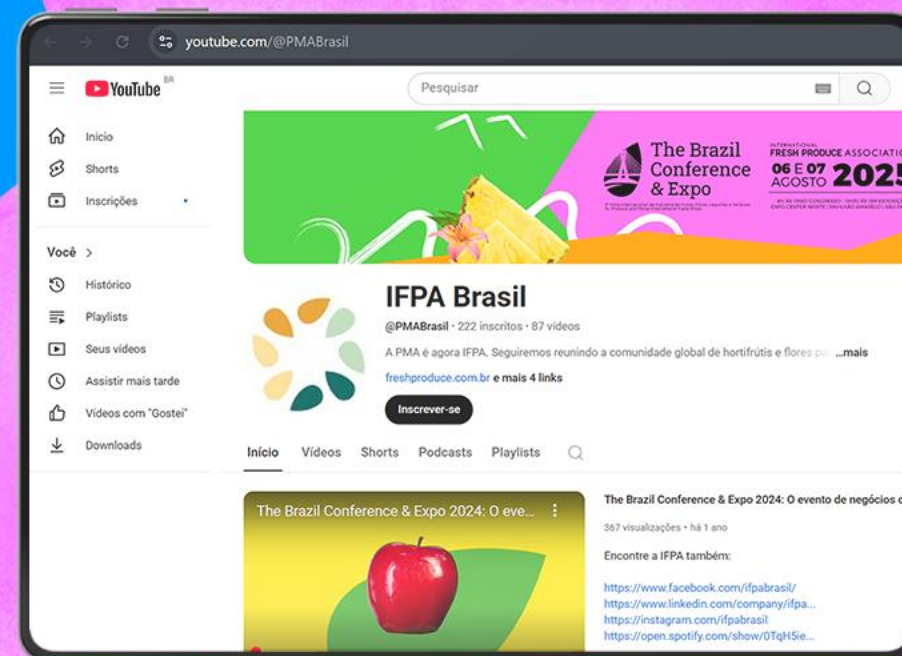 youtube.com/@PMABrasil
YouTube BR
Pesquisar
Início
Shorts
Inscrições
Você >
Histórico
Playlists
Seus vídeos
Assistir mais tarde
Vídeos com "Gostei"
Downloads
The Brazil
Conference
& Expo
INTERNATIONAL
FRESH PRODUCE ASSOCIATIO
06 E 07
AGOSTO 2025
IFPA Brasil
@PMABrasil • 222 inscritos • 87 vídeos
A PMA é agora IFPA. Seguiremos reunindo a comunidade global de hortifrútis e flores ...mais
freshproduce.com.br e mais 4 links
Inscrever-se
Início Vídeos Shorts Podcasts Playlists
The Brazil Conference & Expo 2024: O eve...
The Brazil Conference & Expo 2024: O evento de negócios
367 visualizações • há 1 ano
Encontre a IFPA também:
https://www.facebook.com/ifpabrasil/
https://www.linkedin.com/company/ifpa...
https://instagram.com/ifpabrasil
https://open.spotify.com/show/0TqH5ie...